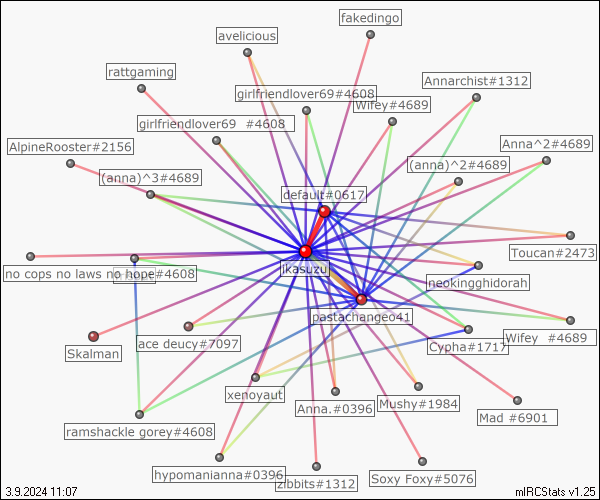 fakedingo
avelicious
rattgaming
Annarchist#1312
girlfriendlover69#4608
Wifey#4689
girlfriendlover69 #4608
AlpineRooster#2156
Anna^2#4689
(anna)^2#4689
(anna)^3#4689
default#0617
Toucan#2473
ikasuzu
no cops no laws no hope#4608
neokingghidorah
pastachange041
Wifey #4689
Cypha#1717
ace deucy#7097
Skalman
xenoyaut
Anna.#0396
Mushy#1984
Mad #6901
ramshackle gorey#4608
hypomanianna#0396
zibbits#1312
Soxy Foxy#5076
3.9.2024 11:07
mIRCStats v1.25